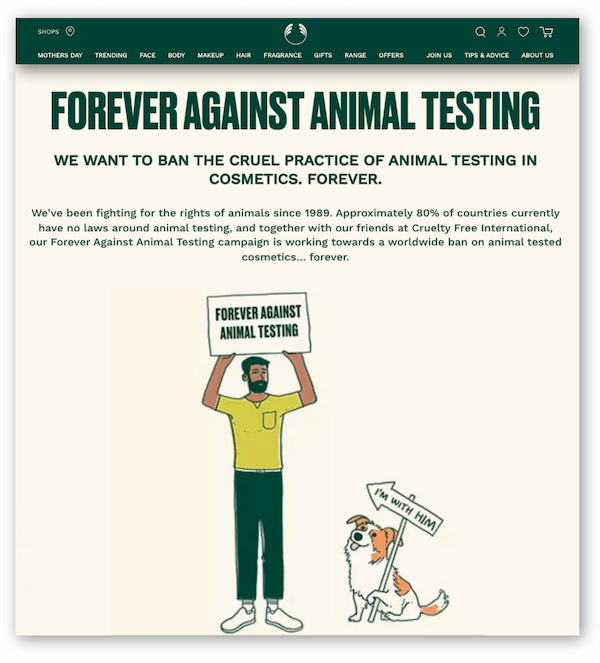 SHOPS
MOTHERS DAY TRENDING FACE BODY MAKEUP HAIR FRAGRANCE GIFTS RANGE OFFERS JOIN US TIPS & ADVICE ABOUT US
FOREVER AGAINST ANIMAL TESTING
WE WANT TO BAN THE CRUEL PRACTICE OF ANIMAL TESTING IN
COSMETICS. FOREVER.
We've been fighting for the rights of animals since 1989. Approximately 80% of countries currently
have no laws around animal testing, and together with our friends at Cruelty Free International,
our Forever Against Animal Testing campaign is working towards a worldwide ban on animal tested
cosmetics... forever.
FOREVER AGAINST
ANIMAL TESTING
I'M WITH HIM